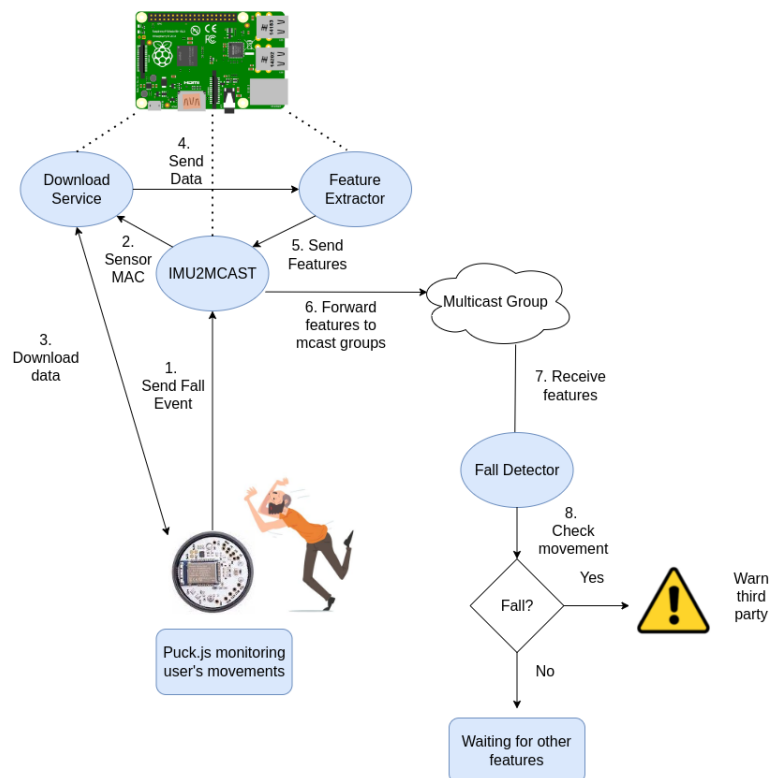 HDMI
4.
Send
Data
Download
Service
Feature
Extractor
2.
Sensor
MAC
5. Send
Features
IMU2MCAST
Multicast Group
6. Forward
features to
mcast groups
3.
Download
data
1.
Send Fall
Event
7. Receive
features
Fall Detector
8.
Check
movement
Yes
Warn
third
party
Fall?
Puck.js monitoring
user's movements
No
Waiting for other
features